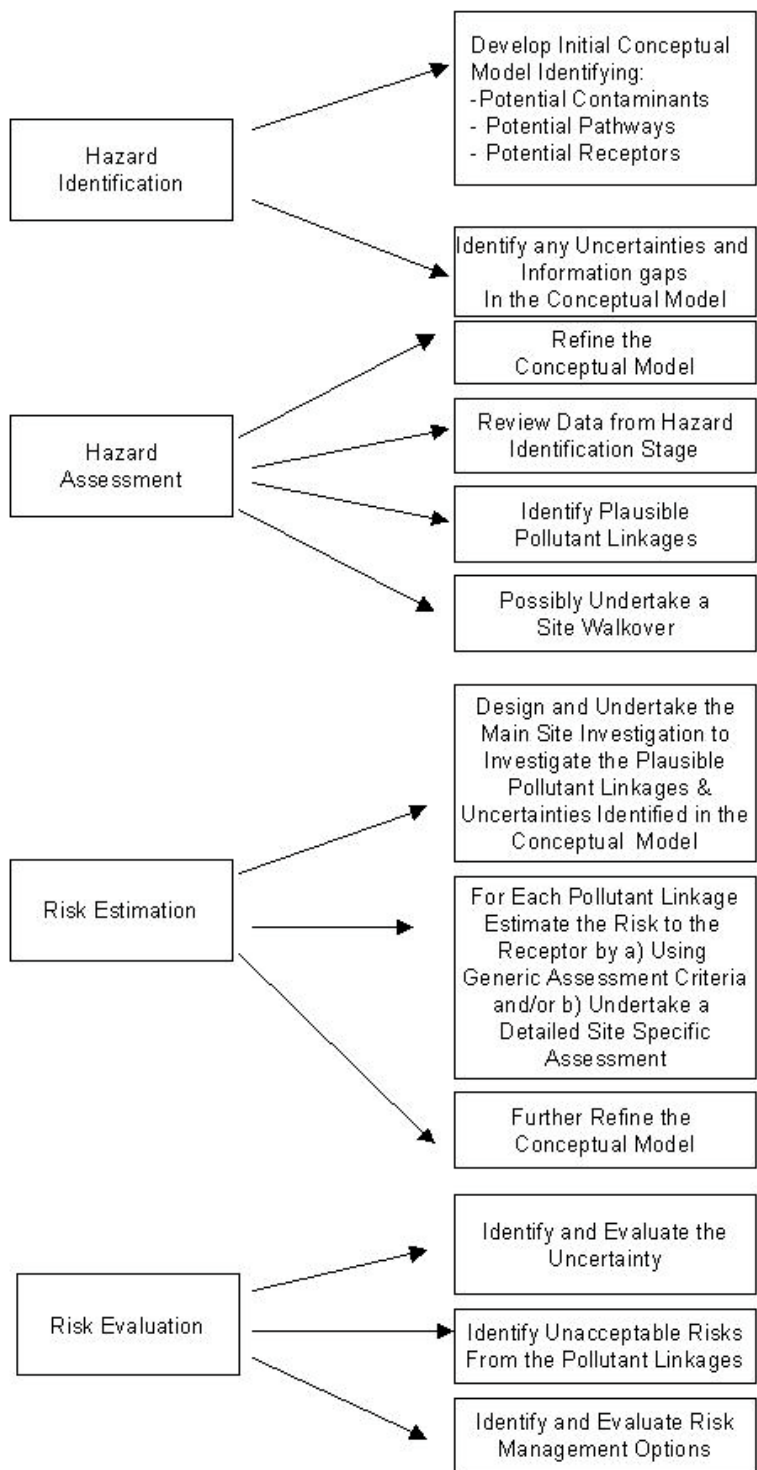 Hazard
Identification
Develop Initial Conceptual
Model Identifying:
-Potential Contaminants
- Potential Pathways
- Potential Receptors
Identify any Uncertainties and
Information gaps
In the Conceptual Model
Hazard
Assessment
Refine the
Conceptual Model
Review Data from Hazard
Identification Stage
Identify Plausible
Pollutant Linkages
Possibly Undertake a
Site Walkover
Risk Estimation
Design and Undertake the
Main Site Investigation to
Investigate the Plausible
Pollutant Linkages &
Uncertainties Identified in the
Conceptual Model
For Each Pollutant Linkage
Estimate the Risk to the
Receptor by a) Using
Generic Assessment Criteria
and/or b) Undertake a
Detailed Site Specific
Assessment
Further Refine the
Conceptual Model
Risk Evaluation
Identify and Evaluate the
Uncertainty
Identify Unacceptable Risks
From the Pollutant Linkages
Identify and Evaluate Risk
Management Options